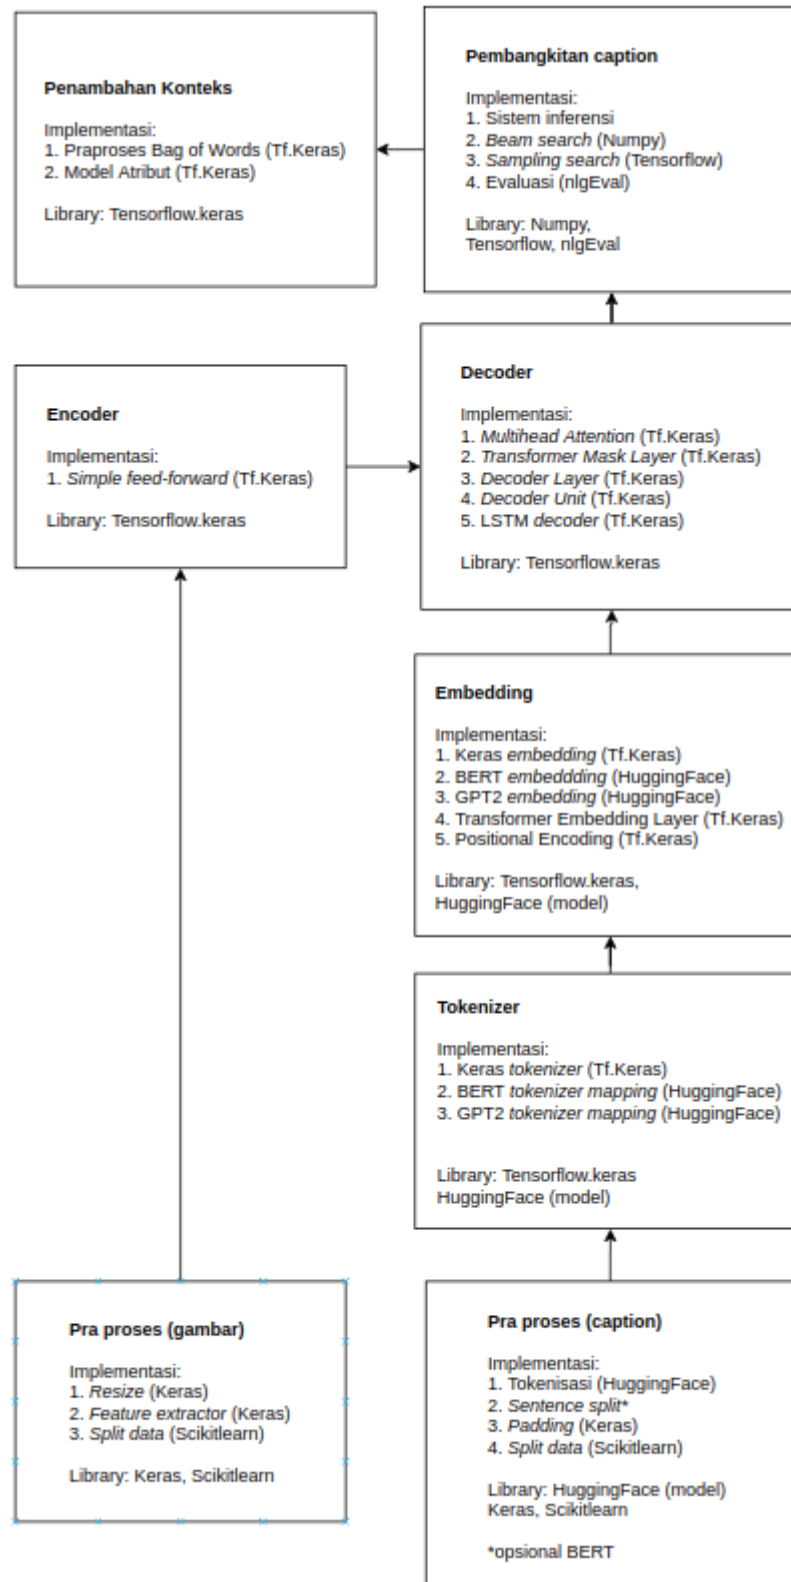 Penambahan Konteks
Implementasi:
1. Praproses Bag of Words (Tf.Keras)
2. Model Atribut (Tf.Keras)
Library: Tensorflow.keras
Pembangkitan caption
Implementasi:
1. Sistem inferensi
2. Beam search (Numpy)
3. Sampling search (Tensorflow)
4. Evaluasi (nlgEval)
Library: Numpy,
Tensorflow, nlgEval
Encoder
Implementasi:
1. Simple feed-forward (Tf.Keras)
Library: Tensorflow.keras
Decoder
Implementasi:
1. Multihead Attention (Tf.Keras)
2. Transformer Mask Layer (Tf.Keras)
3. Decoder Layer (Tf.Keras)
4. Decoder Unit (Tf.Keras)
5. LSTM decoder (Tf.Keras)
Library: Tensorflow.keras
Embedding
Implementasi:
1. Keras embedding (Tf.Keras)
2. BERT embeddding (HuggingFace)
3. GPT2 embedding (HuggingFace)
4. Transformer Embedding Layer (Tf.Keras)
5. Positional Encoding (Tf.Keras)
Library: Tensorflow.keras,
HuggingFace (model)
Tokenizer
Implementasi:
1. Keras tokenizer (Tf.Keras)
2. BERT tokenizer mapping (HuggingFace)
3. GPT2 tokenizer mapping (HuggingFace)
Library: Tensorflow.keras
HuggingFace (model)
Pra proses (gambar)
Implementasi:
1. Resize (Keras)
2. Feature extractor (Keras)
3. Split data (Scikitlearn)
Library: Keras, Scikitlearn
Pra proses (caption)
Implementasi:
1. Tokenisasi (HuggingFace)
2. Sentence split*
3. Padding (Keras)
4. Split data (Scikitlearn)
Library: HuggingFace (model)
Keras, Scikitlearn
*opsional BERT